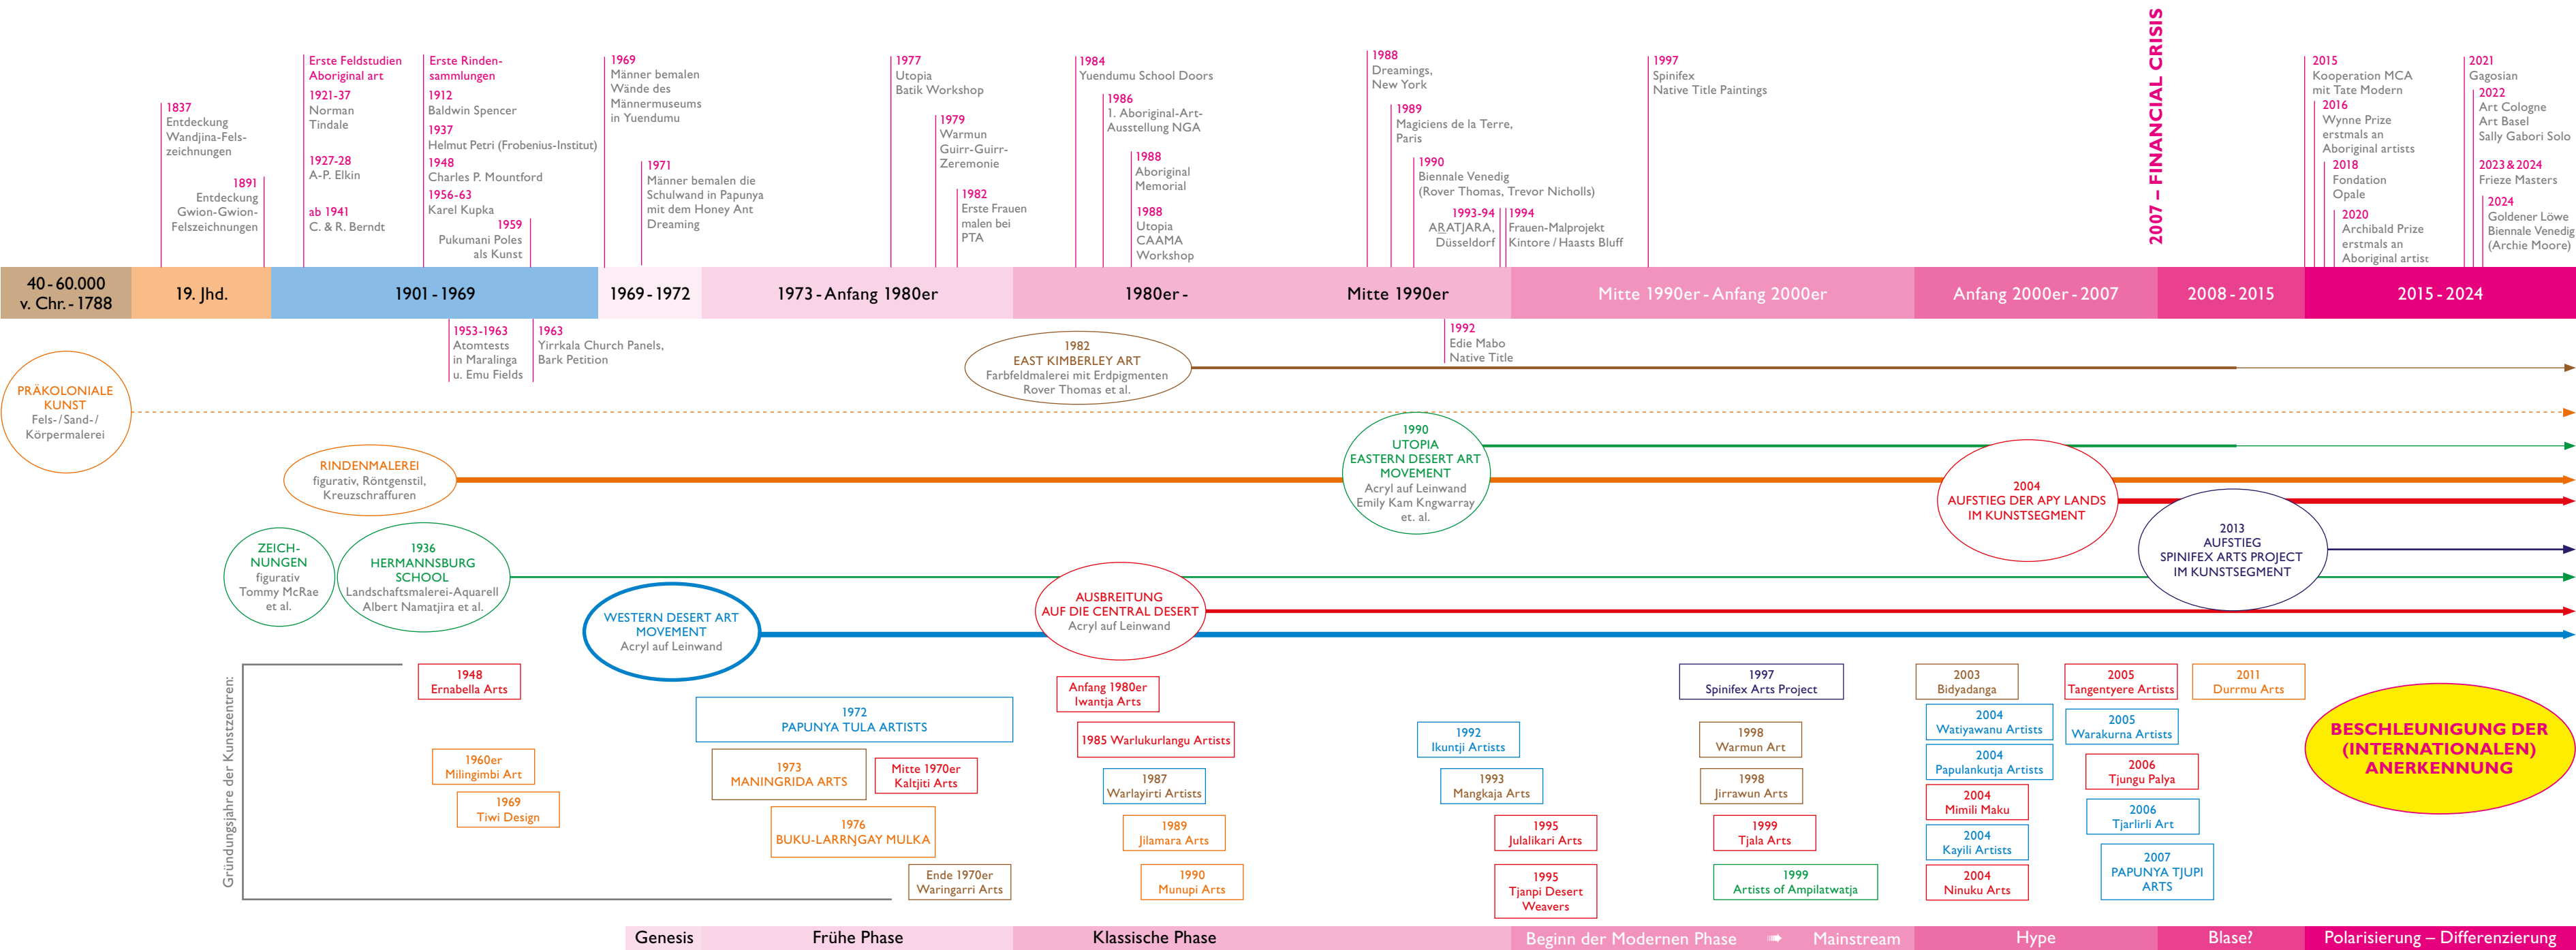 2007 – FINANCIAL CRISIS
1837
Entdeckung
Wandjina-Fels-
zeichnungen
1891
Entdeckung
Gwion-Gwion-
Felszeichnungen
Erste Feldstudien
Aboriginal art
1921-37
Norman
Tindale
1927-28
A-P. Elkin
ab 1941
C. & R. Berndt
Erste Rinden-
sammlungen
1912
Baldwin Spencer
1937
Helmut Petri (Frobenius-Institut)
1948
Charles P. Mountford
1956-63
Karel Kupka
1959
Pukumani Poles
als Kunst
1969
Männer bemalen
Wände des
Männermuseums
in Yuendumu
1971
Männer bemalen die
Schulwand in Papunya
mit dem Honey Ant
Dreaming
1977
Utopia
Batik Workshop
1979
Warmun
Guirr-Guirr-
Zeremonie
1982
Erste Frauen
malen bei
PTA
1984
Yuendumu School Doors
1986
1. Aboriginal-Art-
Ausstellung NGA
1988
Aboriginal
Memorial
1988
Utopia
CAAMA
Workshop
1988
Dreamings,
New York
1989
Magiciens de la Terre,
Paris
1990
Biennale Venedig
(Rover Thomas, Trevor Nicholls)
1993-94
ARATJARA,
Düsseldorf
1994
Frauen-Malprojekt
Kintore / Haasts Bluff
1997
Spinifex
Native Title Paintings
2015
Kooperation MCA
mit Tate Modern
2016
Wynne Prize
erstmals an
Aboriginal artists
2018
Fondation
Opale
2020
Archibald Prize
erstmals an
Aboriginal artist
2021
Gagosian
2022
Art Cologne
Art Basel
Sally Gabori Solo
2023 & 2024
Frieze Masters
2024
Goldener Löwe
Biennale Venedig
(Archie Moore)
40 - 60.000
v. Chr. - 1788
19. Jhd.
1901 - 1969
1969 - 1972
1973 - Anfang 1980er
1980er -
Mitte 1990er
Mitte 1990er - Anfang 2000er
Anfang 2000er - 2007
2008 - 2015
2015 - 2024
1953-1963
Atomtests
in Maralinga
u. Emu Fields
1963
Yirrkala Church Panels,
Bark Petition
1992
Edie Mabo
Native Title
PRÄKOLONIALE
KUNST
Fels- / Sand- /
Körpermalerei
1982
EAST KIMBERLEY ART
Farbfeldmalerei mit Erdpigmenten
Rover Thomas et al.
RINDENMALEREI
figurativ, Röntgenstil,
Kreuzschraffuren
1990
UTOPIA
EASTERN DESERT ART
MOVEMENT
Acryl auf Leinwand
Emily Kam Kngwarray
et. al.
2004
AUFSTIEG DER APY LANDS
IM KUNSTSEGMENT
2013
AUFSTIEG
SPINIFEX ARTS PROJECT
IM KUNSTSEGMENT
ZEICH-
NUNGEN
figurativ
Tommy McRae
et al.
1936
HERMANNSBURG
SCHOOL
Landschaftsmalerei-Aquarell
Albert Namatjira et al.
WESTERN DESERT ART
MOVEMENT
Acryl auf Leinwand
AUSBREITUNG
AUF DIE CENTRAL DESERT
Acryl auf Leinwand
Gründungsjahre der Kunstzentren:
1948
Ernabella Arts
1960er
Milingimbi Art
1969
Tiwi Design
1972
PAPUNYA TULA ARTISTS
1973
MANINGRIDA ARTS
Mitte 1970er
Kaltjiti Arts
1976
BUKU-LARRŊGAY MULKA
Ende 1970er
Waringarri Arts
Anfang 1980er
Iwantja Arts
1985 Warlukurlangu Artists
1987
Warlayirti Artists
1989
Jilamara Arts
1990
Munupi Arts
1992
Ikuntji Artists
1993
Mangkaja Arts
1995
Julalikari Arts
1995
Tjanpi Desert
Weavers
1997
Spinifex Arts Project
1998
Warmun Art
1998
Jirrawun Arts
1999
Tjala Arts
1999
Artists of Ampilatwatja
2003
Bidyadanga
2004
Watiyawanu Artists
2004
Papulankutja Artists
2004
Mimili Maku
2004
Kayili Artists
2004
Ninuku Arts
2005
Tangentyere Artists
2005
Warakurna Artists
2006
Tjungu Palya
2006
Tjarlirli Art
2007
PAPUNYA TJUPI
ARTS
2011
Durrmu Arts
BESCHLEUNIGUNG DER
(INTERNATIONALEN)
ANERKENNUNG
Genesis
Frühe Phase
Klassische Phase
Beginn der Modernen Phase ➠ Mainstream
Hype
Blase?
Polarisierung – Differenzierung